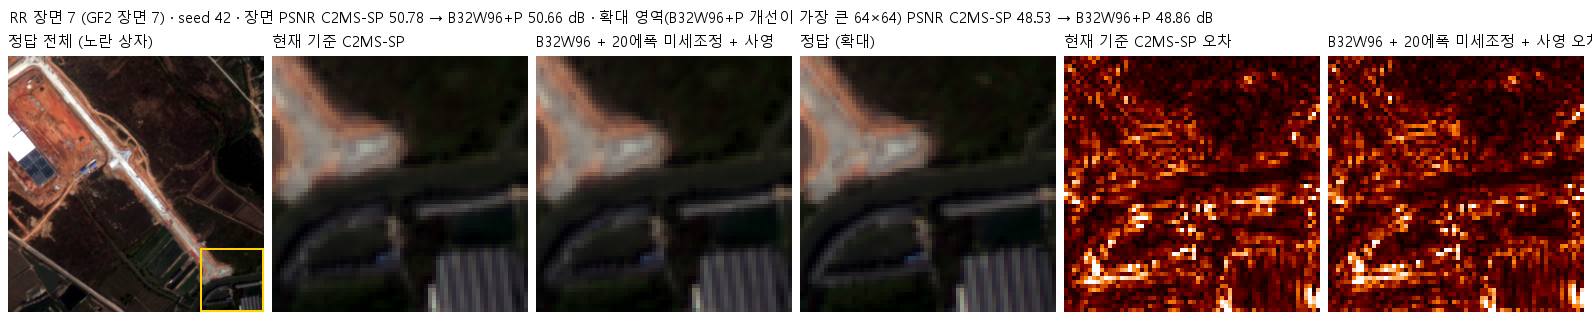 RR 장면 7 (GF2 장면 7) · seed 42 · 장면 PSNR C2MS-SP 50.78 → B32W96+P 50.66 dB · 확대 영역(B32W96+P 개선이 가장 큰 64×64) PSNR C2MS-SP 48.53 → B32W96+P 48.86 dB
정답 전체 (노란 상자)
현재 기준 C2MS-SP
B32W96 + 20에폭 미세조정 + 사영
정답 (확대)
현재 기준 C2MS-SP 오차
B32W96 + 20에폭 미세조정 + 사영